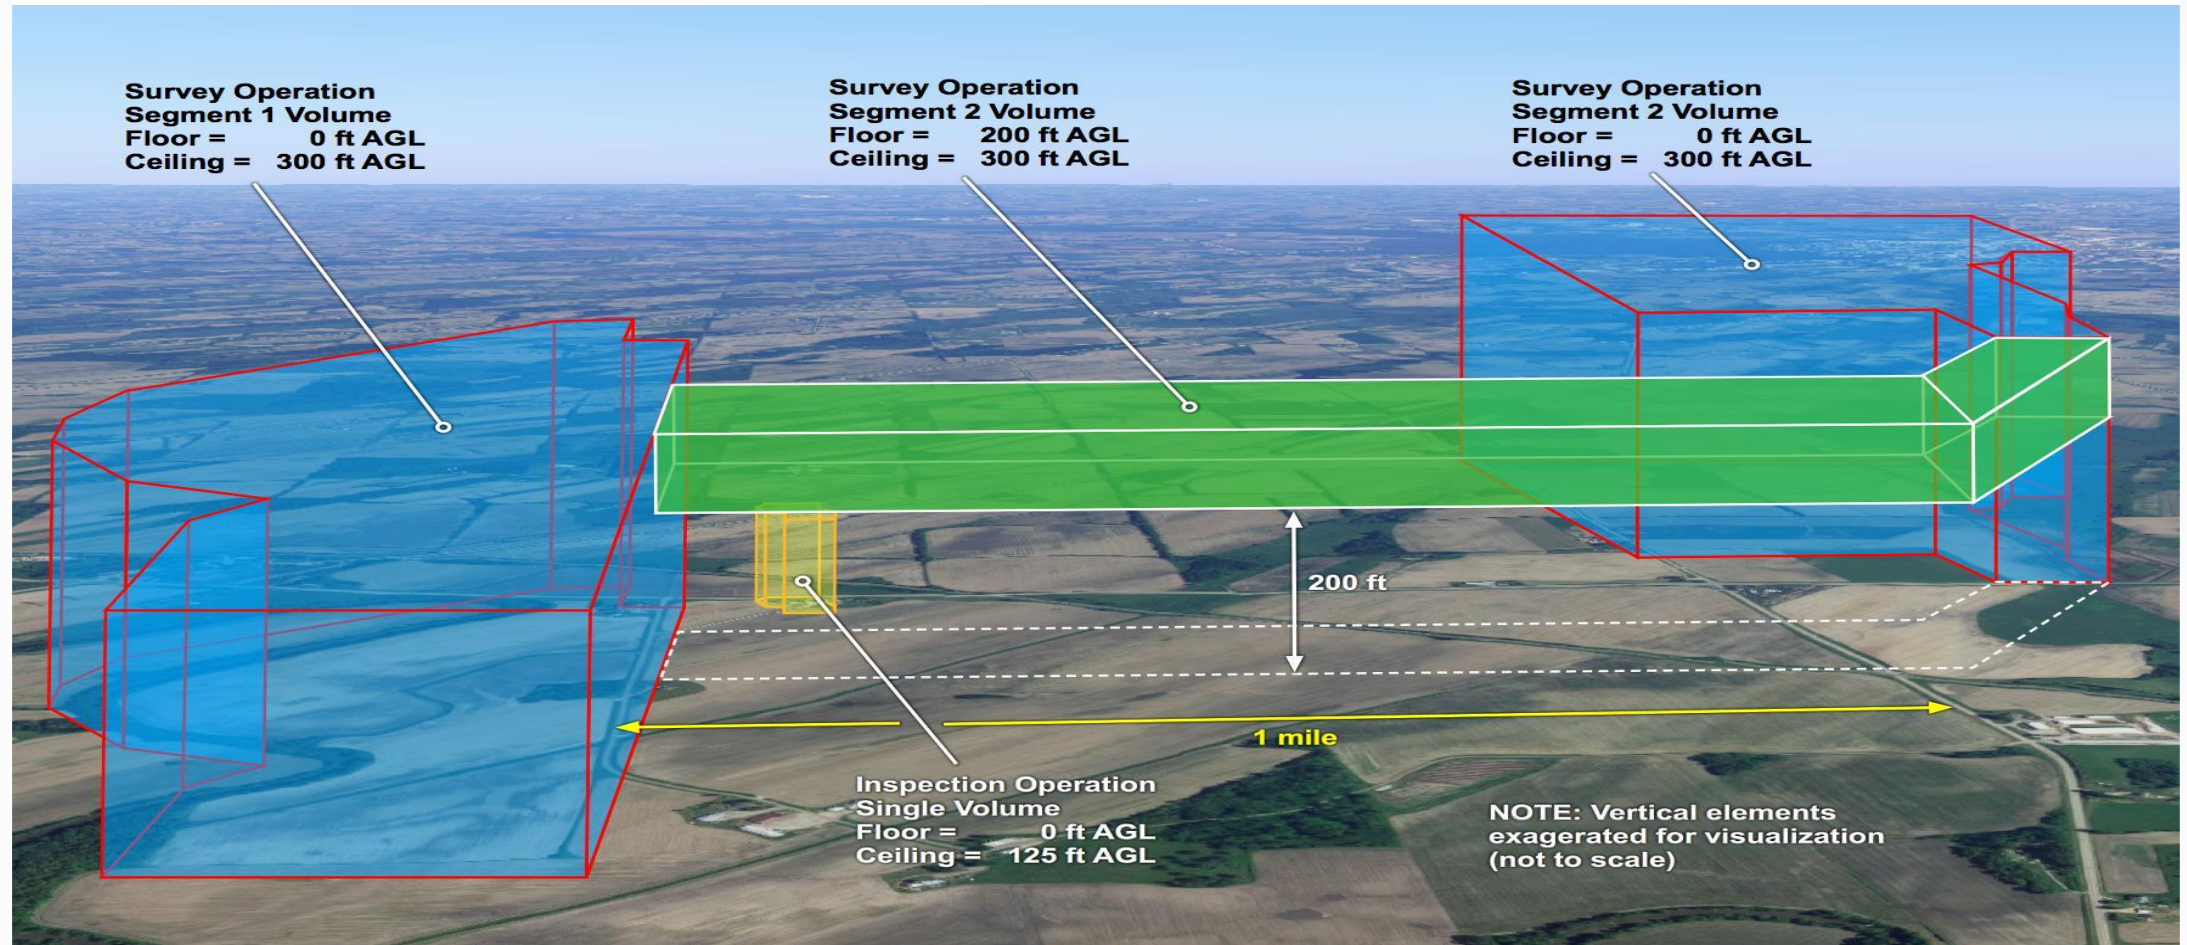 Survey Operation
Segment 1 Volume
Floor = 0 ft AGL
Ceiling = 300 ft AGL
Survey Operation
Segment 2 Volume
Floor = 200 ft AGL
Ceiling = 300 ft AGL
Survey Operation
Segment 2 Volume
Floor = 0 ft AGL
Ceiling = 300 ft AGL
200 ft
1 mile
Inspection Operation
Single Volume
Floor = 0 ft AGL
Ceiling = 125 ft AGL
NOTE: Vertical elements
exagerated for visualization
(not to scale)